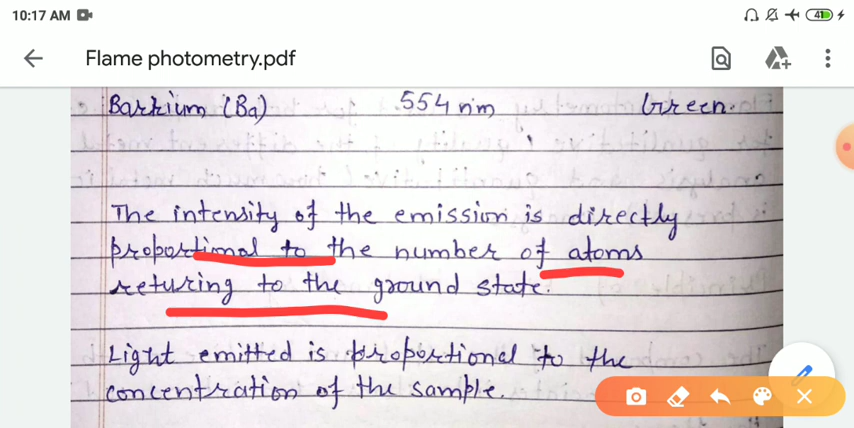 10:17 AM
41
Flame photometry.pdf
Barrium (Ba) 554 nm Green.
The intensity of the emission is directly
proportional to the number of atoms
returing to the ground state.
Light emitted is proportional to the
concentration of the sample.